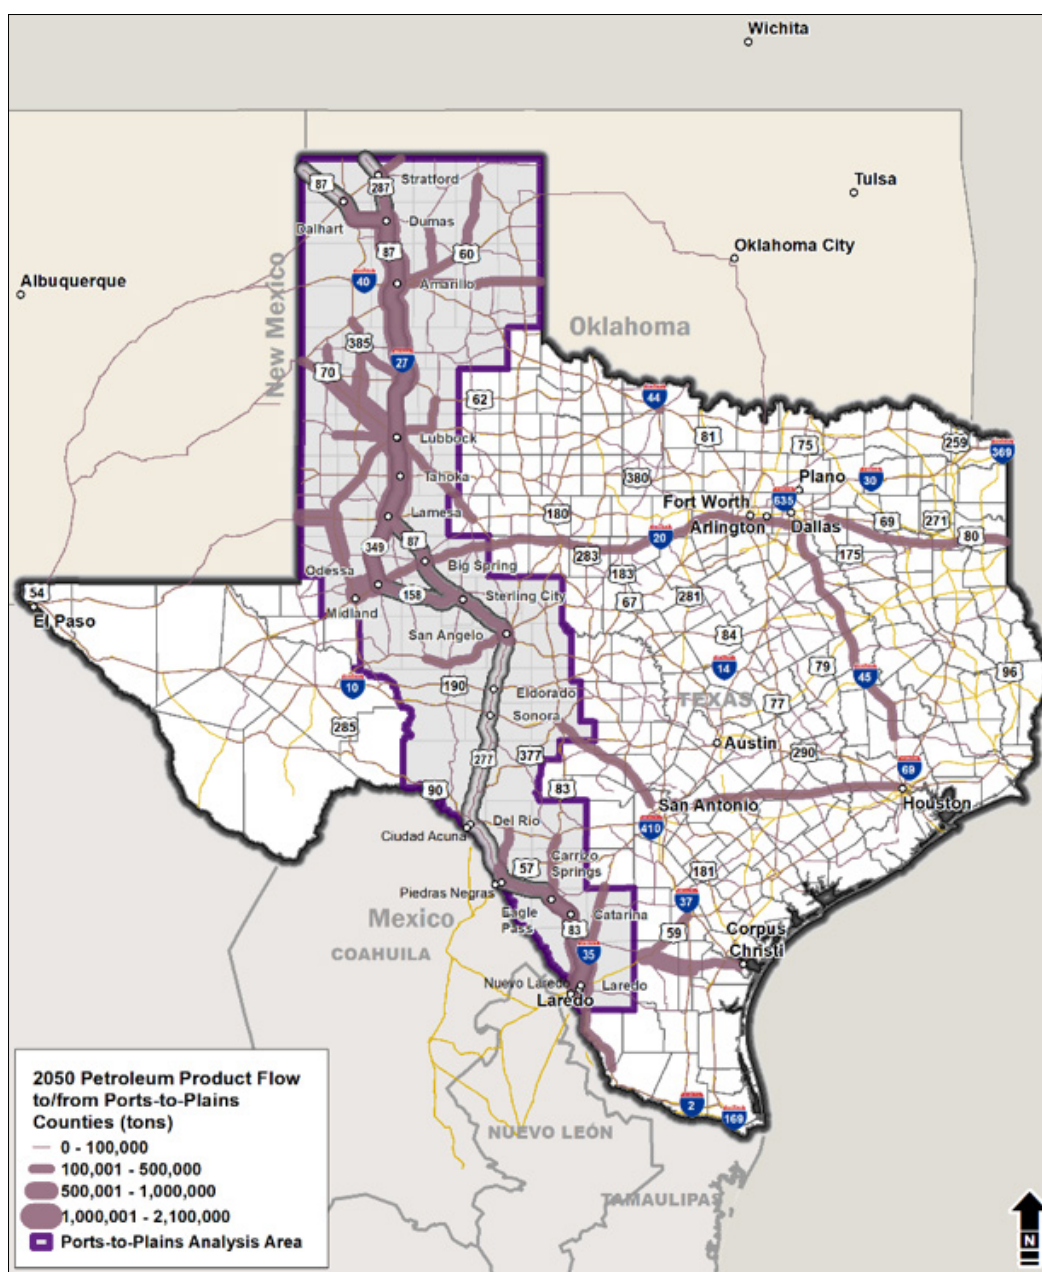 Wichita
Tulsa
Oklahoma City
Albuquerque
New Mexico
Oklahoma
87
287
Stratford
Dalhart
Dumas
87
60
40
Amarillo
385
27
70
62
44
81
75
259
369
Lubbock
380
Plano
30
Tahoka
Fort Worth
635
Lamesa
180
Arlington
Dallas
69
271
349
87
20
80
283
175
Odessa
Big Spring
183
54
158
Sterling City
67
281
El Paso
Midland
San Angelo
84
14
79
45
96
10
190
Eldorado
TEXAS
77
285
Sonora
Austin
277
377
290
69
90
83
San Antonio
Houston
Ciudad Acuna
Del Rio
410
57
Carrizo
Springs
181
Piedras Negras
37
Mexico
Eagle
Pass
Catarina
83
59
Corpus
Christi
COAHUILA
35
Nuevo Laredo
Laredo
Laredo
2
169
NUEVO LEÓN
TAMAULIPAS
2050 Petroleum Product Flow
to/from Ports-to-Plains
Counties (tons)
0 - 100,000
100,001 - 500,000
500,001 - 1,000,000
1,000,001 - 2,100,000
Ports-to-Plains Analysis Area
N